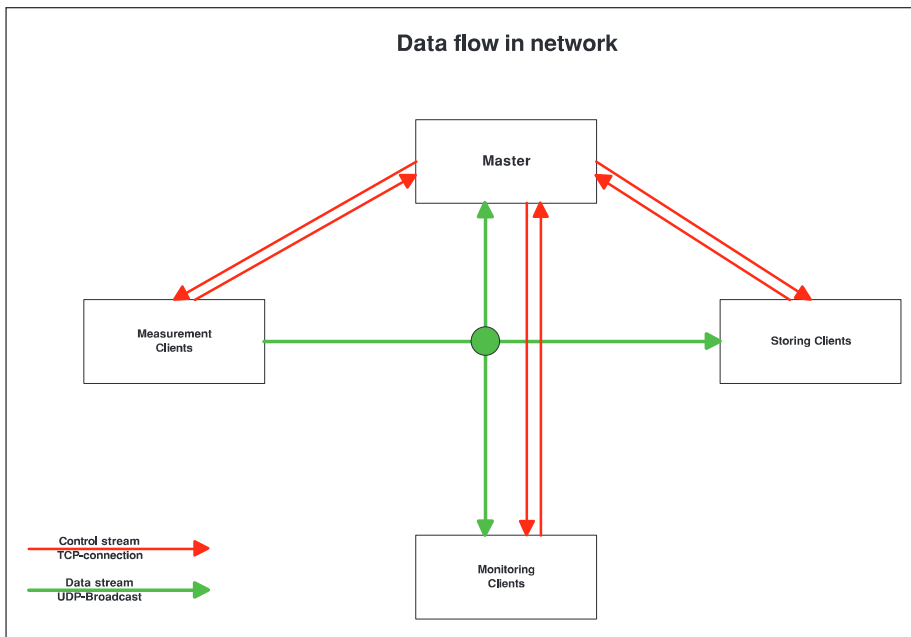 Data flow in network
Master
Measurement
Clients
Storing Clients
Monitoring
Clients
Control stream
TCP-connection
Data stream
UDP-Broadcast